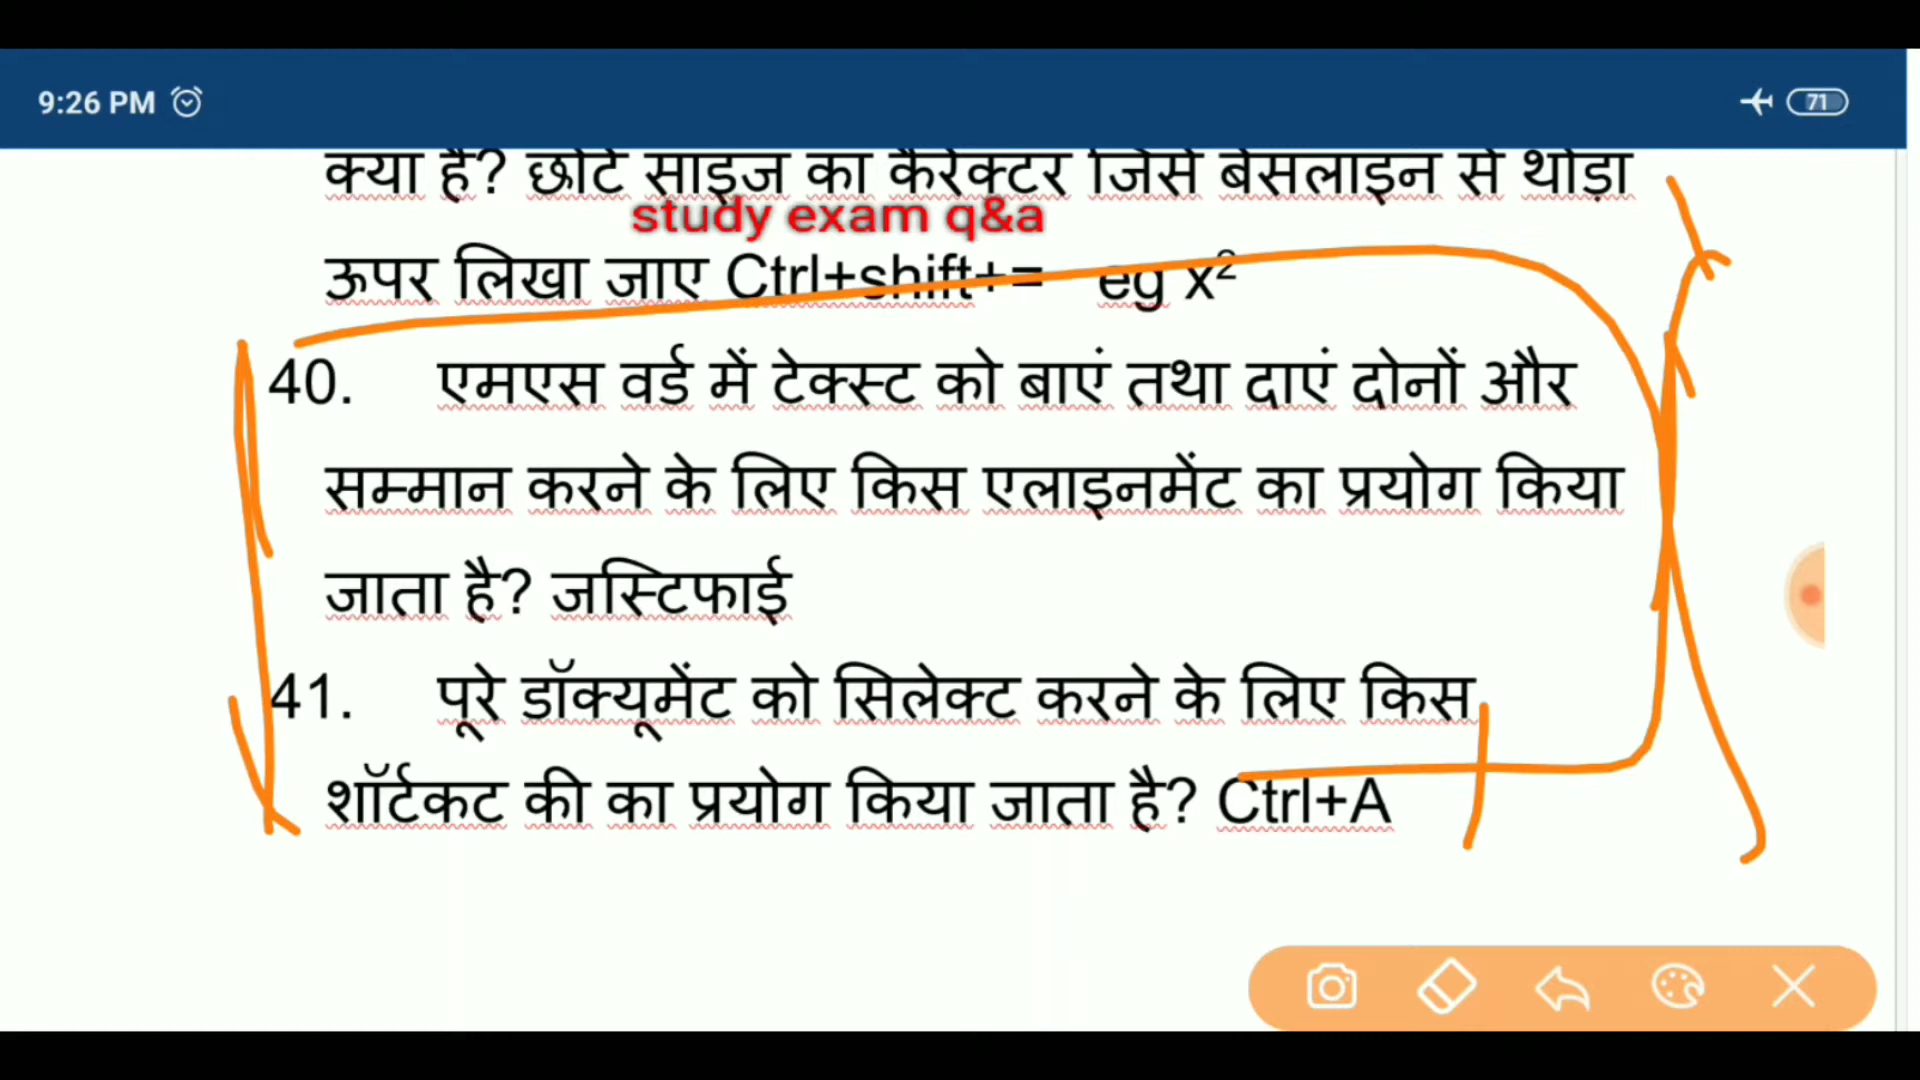 9:26 PM
71
क्या है? छोटे साइज का कैरेक्टर जिसे बेसलाइन से थोड़ा
study exam q&a
ऊपर लिखा जाए Ctrl+shift+= eg x²
40. एमएस वर्ड में टेक्स्ट को बाएं तथा दाएं दोनों और
सम्मान करने के लिए किस एलाइनमेंट का प्रयोग किया
जाता है? जस्टिफाई
41. पूरे डॉक्यूमेंट को सिलेक्ट करने के लिए किस
शॉर्टकट की का प्रयोग किया जाता है? Ctrl+A